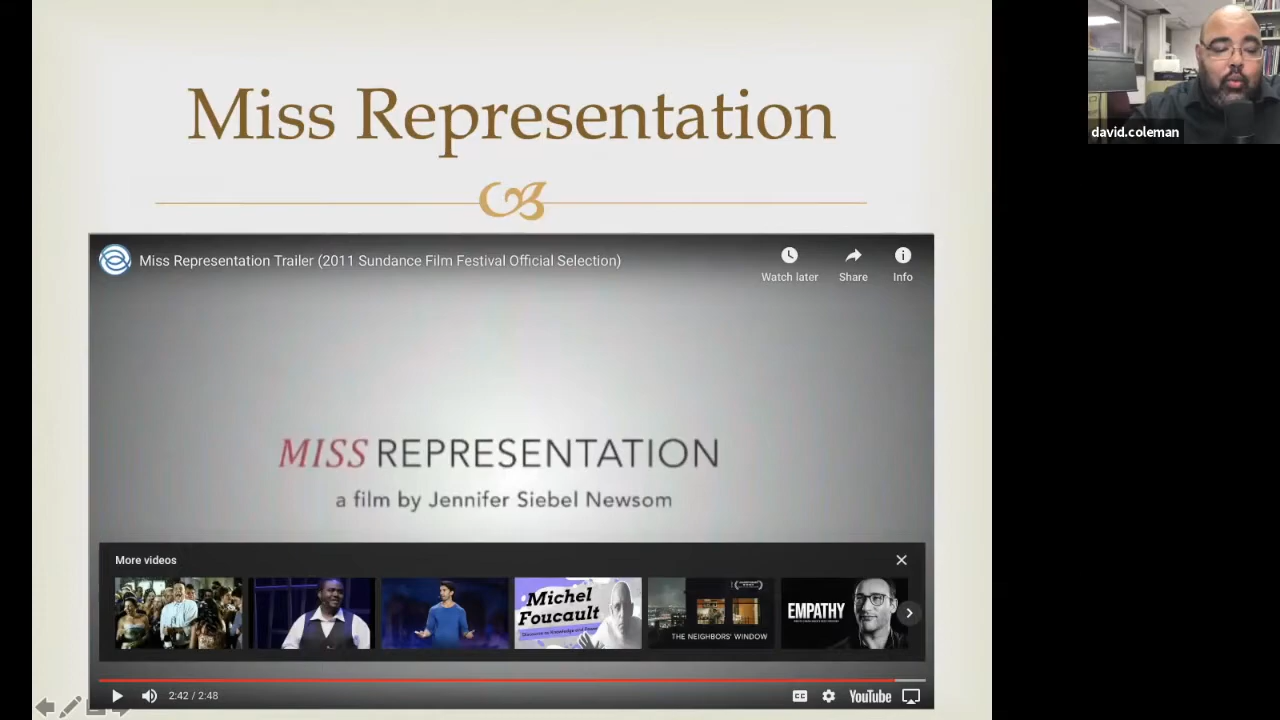 Miss Representation
Miss Representation Trailer (2011 Sundance Film Festival Official Selection)
Watch later
Share
Info
MISS REPRESENTATION
a film by Jennifer Siebel Newsom
More videos
Michel
Foucault
THE NEIGHBORS' WINDOW
EMPATHY
2:42 / 2:48
CC
YouTube
david.coleman